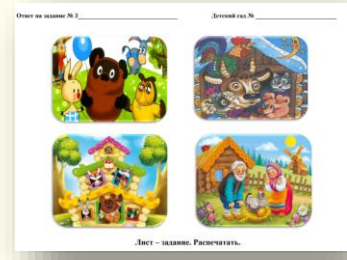 Ответ на задание № 3 Детский сад №
Лист – задание. Распечатать.